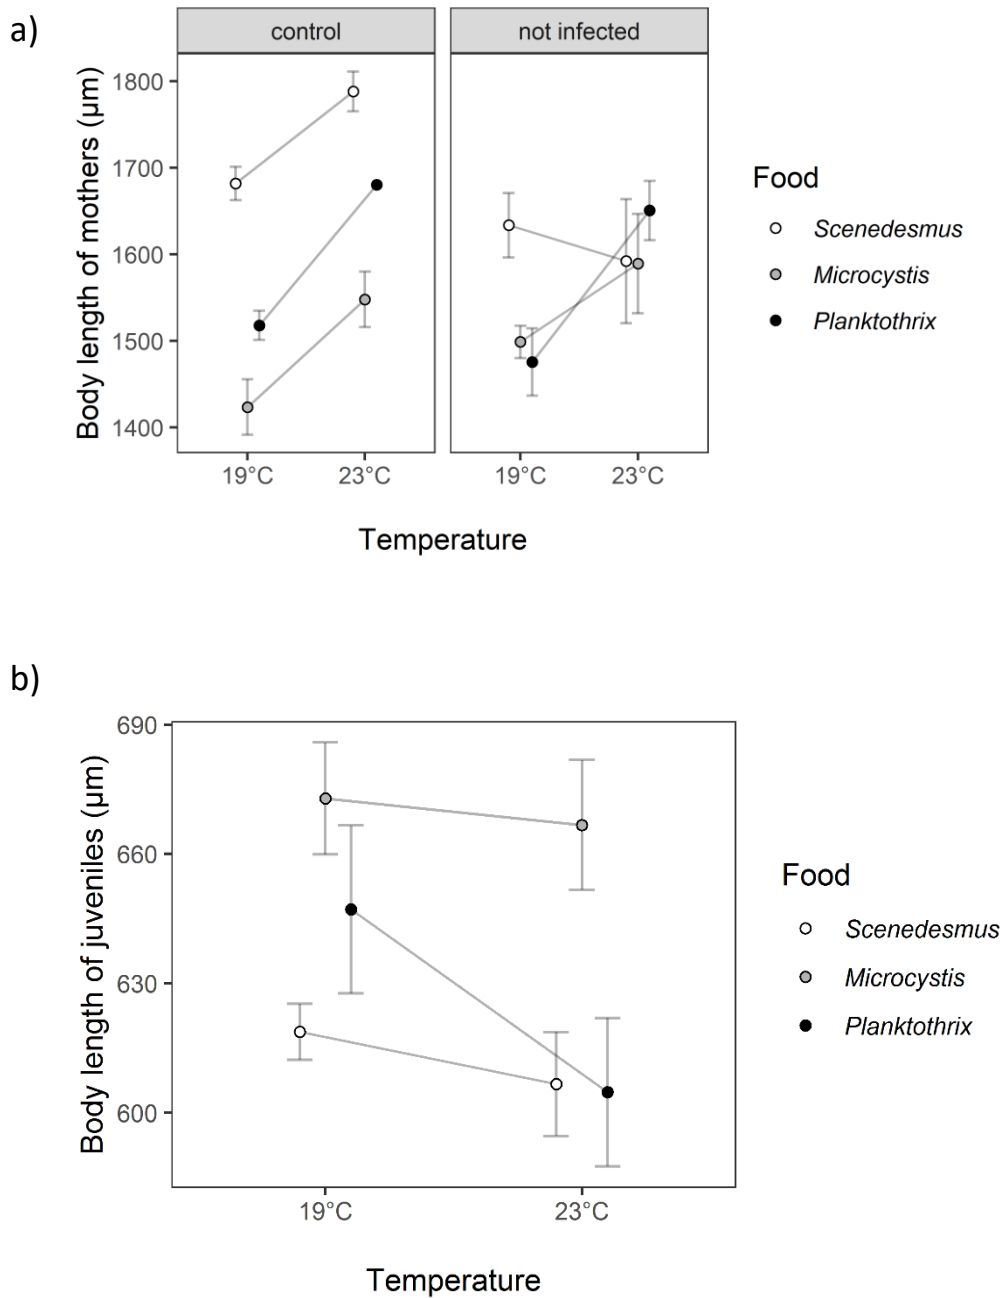 a)
control
not infected
Body length of mothers (µm)
1800
1700
1600
1500
1400
19°C
23°C
19°C
23°C
Temperature
Food
Scenedesmus
Microcystis
Planktothrix
b)
Body length of juveniles (µm)
690
660
630
600
19°C
23°C
Temperature
Food
Scenedesmus
Microcystis
Planktothrix